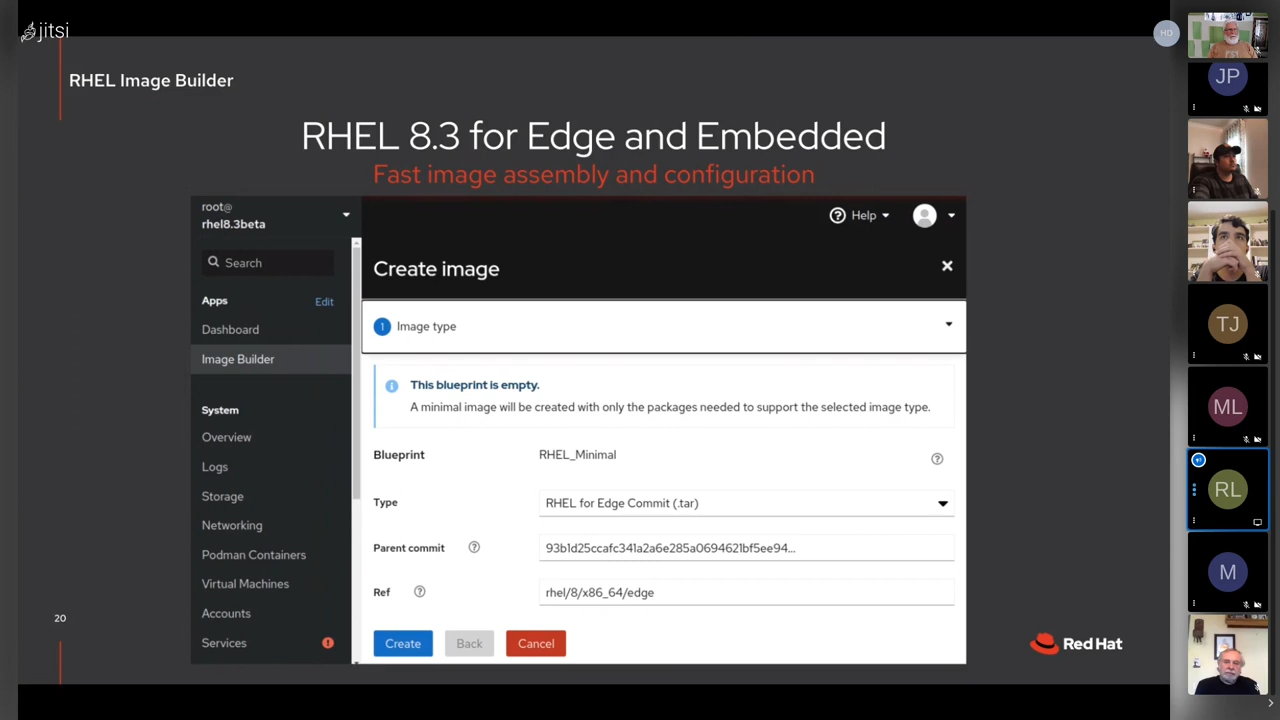 jitsi
RHEL Image Builder
RHEL 8.3 for Edge and Embedded
Fast image assembly and configuration
root@
rhel8.3beta
Search
Apps
Edit
Dashboard
Image Builder
System
Overview
Logs
Storage
Networking
Podman Containers
Virtual Machines
Accounts
Services
Help
Create image
1 Image type
This blueprint is empty.
A minimal image will be created with only the packages needed to support the selected image type.
Blueprint
RHEL_Minimal
Type
RHEL for Edge Commit (.tar)
Parent commit
93b1d25ccafc341a2a6e285a0694621bf5ee94...
Ref
rhel/8/x86_64/edge
Create
Back
Cancel
20
Red Hat
HD
JP
TJ
ML
RL
M